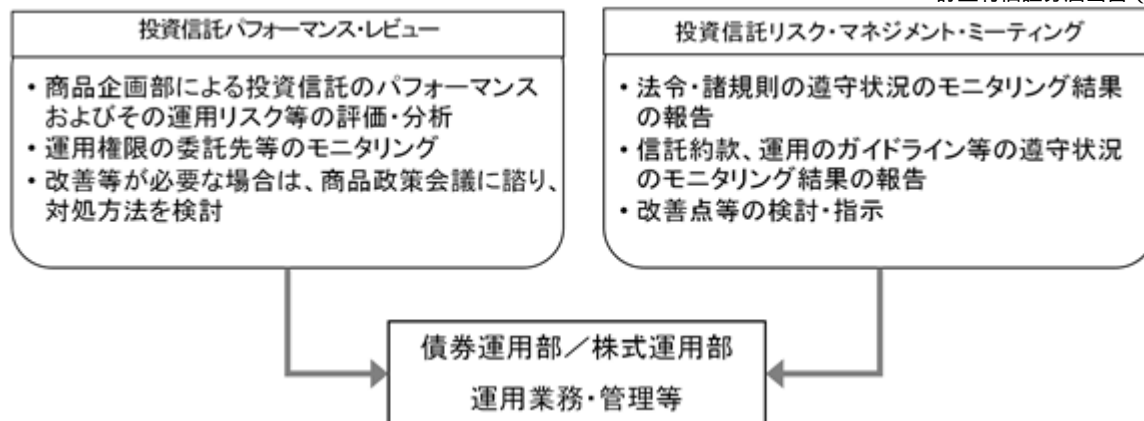 投資信託パフォーマンス・レビュー
・商品企画部による投資信託のパフォーマンス
およびその運用リスク等の評価・分析
・運用権限の委託先等のモニタリング
・改善等が必要な場合は、商品政策会議に諮り、
対処方法を検討
投資信託リスク・マネジメント・ミーティング
・法令・諸規則の遵守状況のモニタリング結果
の報告
・信託約款、運用のガイドライン等の遵守状況
のモニタリング結果の報告
・改善点等の検討・指示
債券運用部／株式運用部
運用業務・管理等